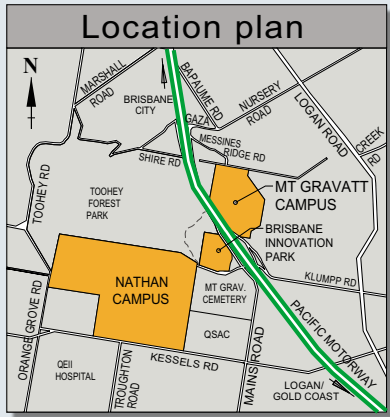 Location plan
N
MARSHALL
ROAD
BRISBANE
CITY
BAPAUME RD
GAZA
NURSERY
ROAD
LOGAN ROAD
MESSINES
RIDGE RD
CREEK
RD
SHIRE RD
TOOHEY RD
TOOHEY
FOREST
PARK
MT GRAVATT
CAMPUS
BRISBANE
INNOVATION
PARK
KLUMPP RD
NATHAN
CAMPUS
MT GRAV.
CEMETERY
PACIFIC MOTORWAY
ORANGE GROVE RD
QSAC
KESSELS RD
MAINS ROAD
QEII
HOSPITAL
TROUGHTON
ROAD
LOGAN/
GOLD COAST